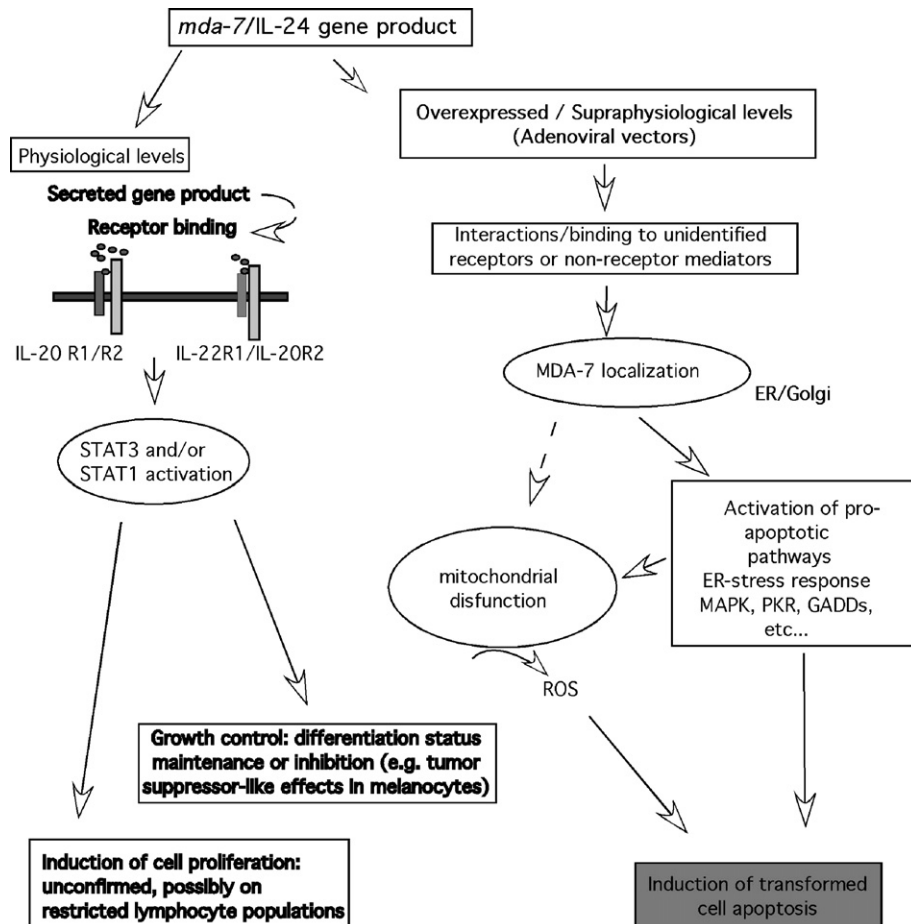 mda-7/IL-24 gene product
Overexpressed / Supraphysiological levels
(Adenoviral vectors)
Physiological levels
Secreted gene product
Receptor binding
Interactions/binding to unidentified
receptors or non-receptor mediators
IL-20 R1/R2
IL-22R1/IL-20R2
MDA-7 localization
ER/Golgi
STAT3 and/or
STAT1 activation
Activation of pro-
apoptotic
pathways
ER-stress response
MAPK, PKR, GADDs,
etc...
mitochondrial
disfunction
ROS
Growth control: differentiation status
maintenance or inhibition (e.g. tumor
suppressor-like effects in melanocytes)
Induction of cell proliferation:
unconfirmed, possibly on
restricted lymphocyte populations
Induction of transformed
cell apoptosis